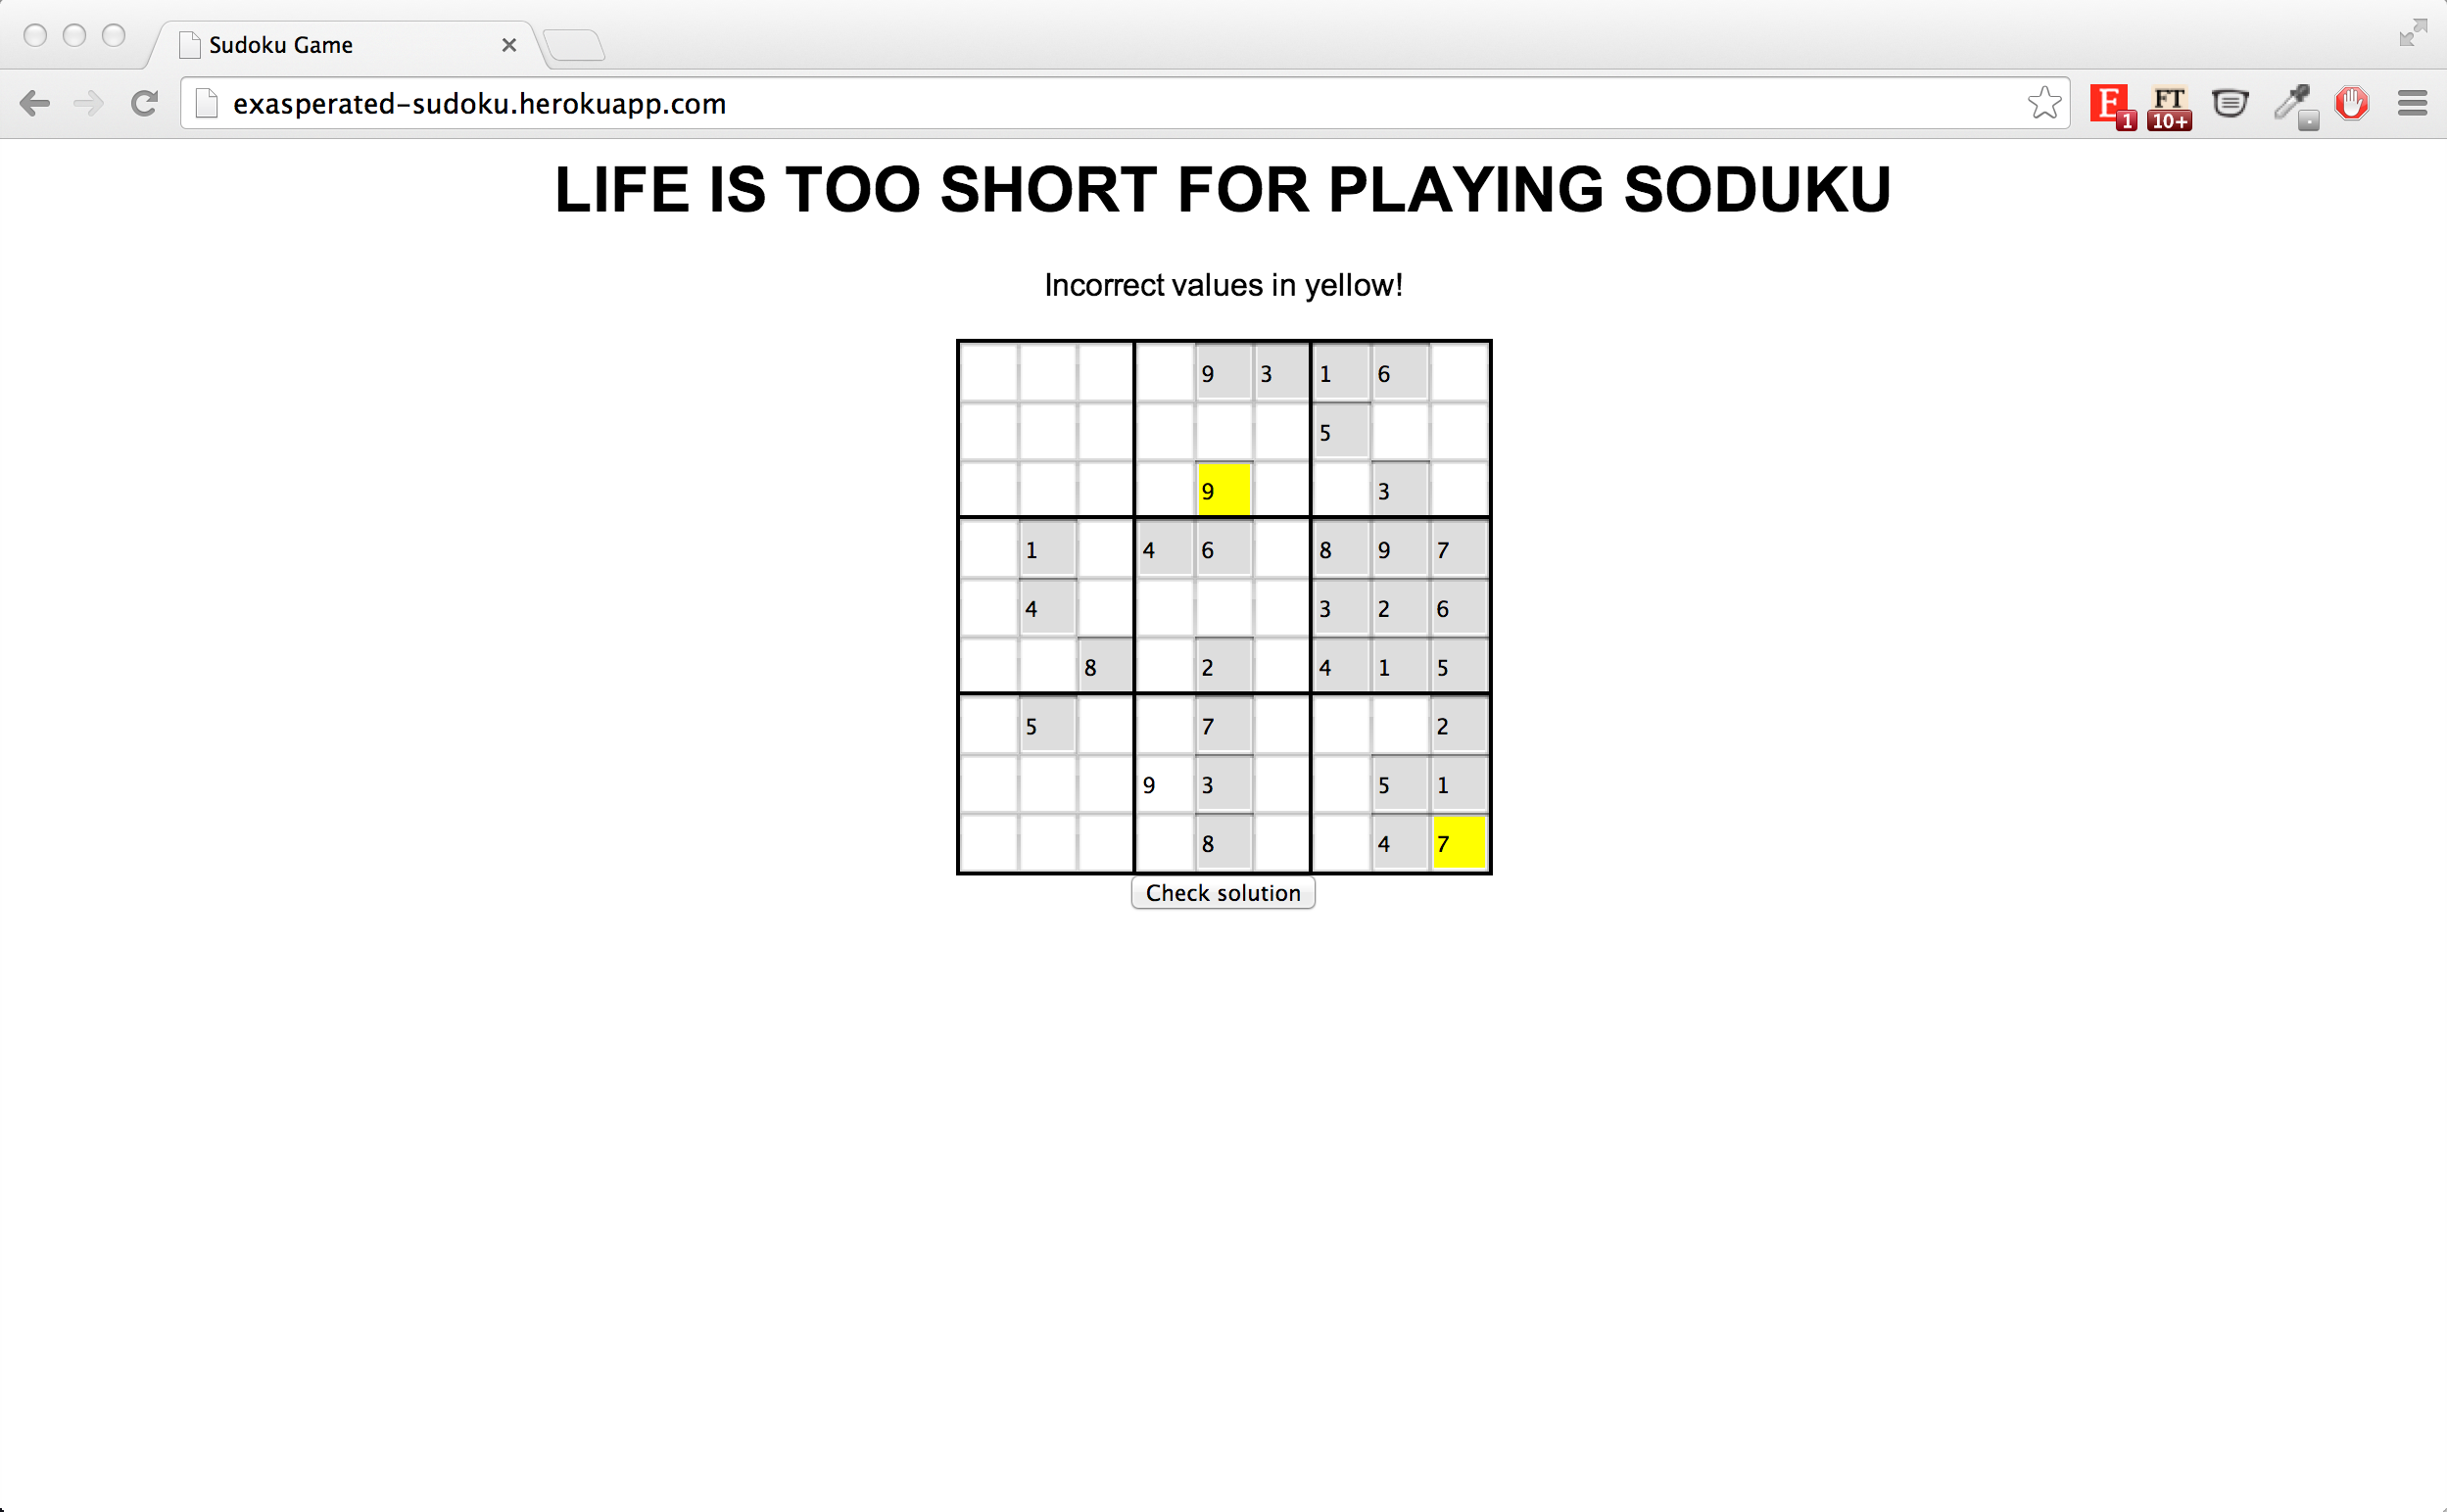 Sudoku Game
exasperated-sudoku.herokuapp.com
E 1 FT 10+
LIFE IS TOO SHORT FOR PLAYING SODUKU
Incorrect values in yellow!
9 3 1 6
5
9 3
1 4 6 8 9 7
4 3 2 6
8 2 4 1 5
5 7 2
9 3 5 1
8 4 7
Check solution